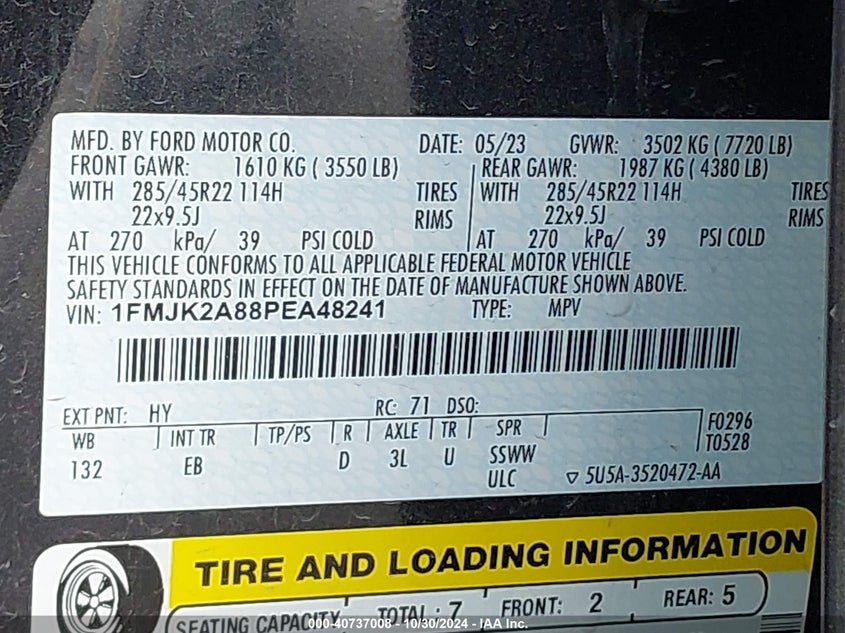 MFD. BY FORD MOTOR CO. DATE: 05/23 GVWR: 3502 KG ( 7720 LB)
FRONT GAWR: 1610 KG ( 3550 LB) REAR GAWR: 1987 KG ( 4380 LB)
WITH 285/45R22 114H TIRES WITH 285/45R22 114H TIRES
22x9.5J RIMS 22x9.5J RIMS
AT 270 kPa/ 39 PSI COLD AT 270 kPa/ 39 PSI COLD
THIS VEHICLE CONFORMS TO ALL APPLICABLE FEDERAL MOTOR VEHICLE
SAFETY STANDARDS IN EFFECT ON THE DATE OF MANUFACTURE SHOWN ABOVE.
VIN: 1FMJK2A88PEA48241 TYPE: MPV
EXT PNT: HY RC: 71 DSO:
WB INT TR TP/PS R AXLE TR SPR F0296
T0528
132 EB D 3L U SSWW
ULC ▽ 5U5A-3520472-AA
TIRE AND LOADING INFORMATION
SEATING CAPACITY TOTAL : 7 FRONT: 2 REAR: 5
000-40737008 - 10/30/2024 - IAA Inc.